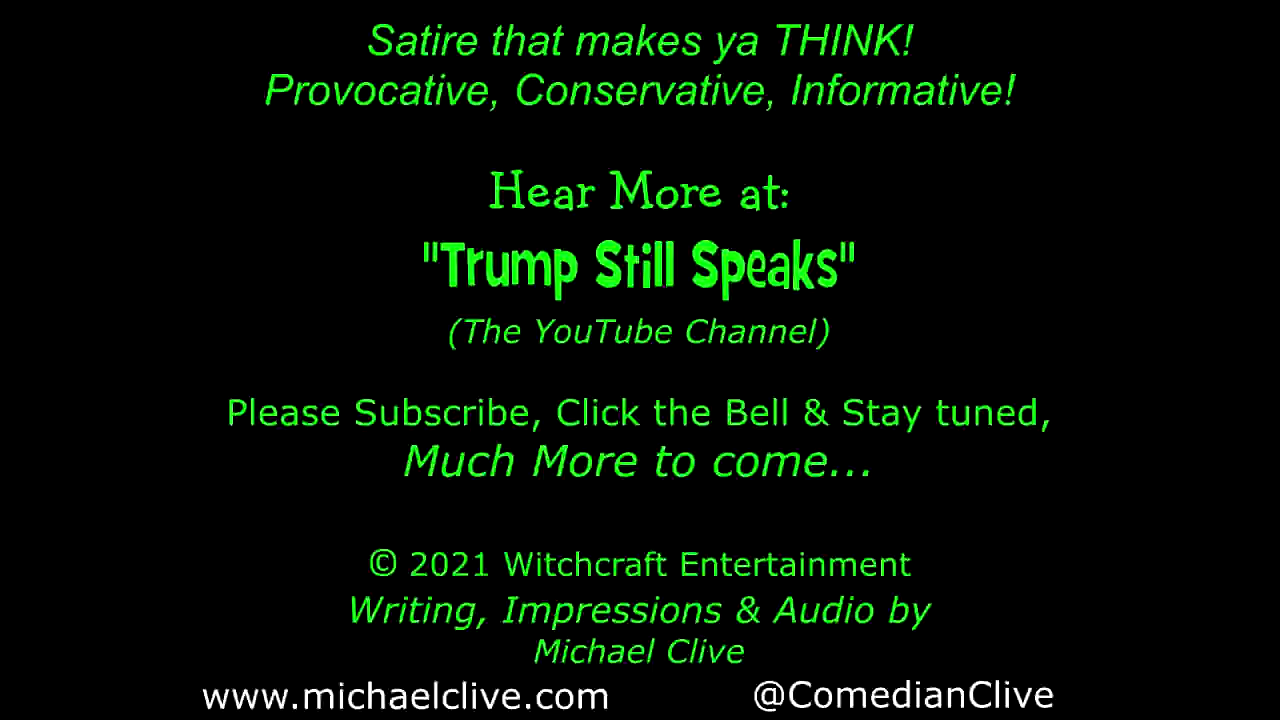 Satire that makes ya THINK!
Provocative, Conservative, Informative!
Hear More at:
"Trump Still Speaks"
(The YouTube Channel)
Please Subscribe, Click the Bell & Stay tuned,
Much More to come...
© 2021 Witchcraft Entertainment
Writing, Impressions & Audio by
Michael Clive
www.michaelclive.com @ComedianClive